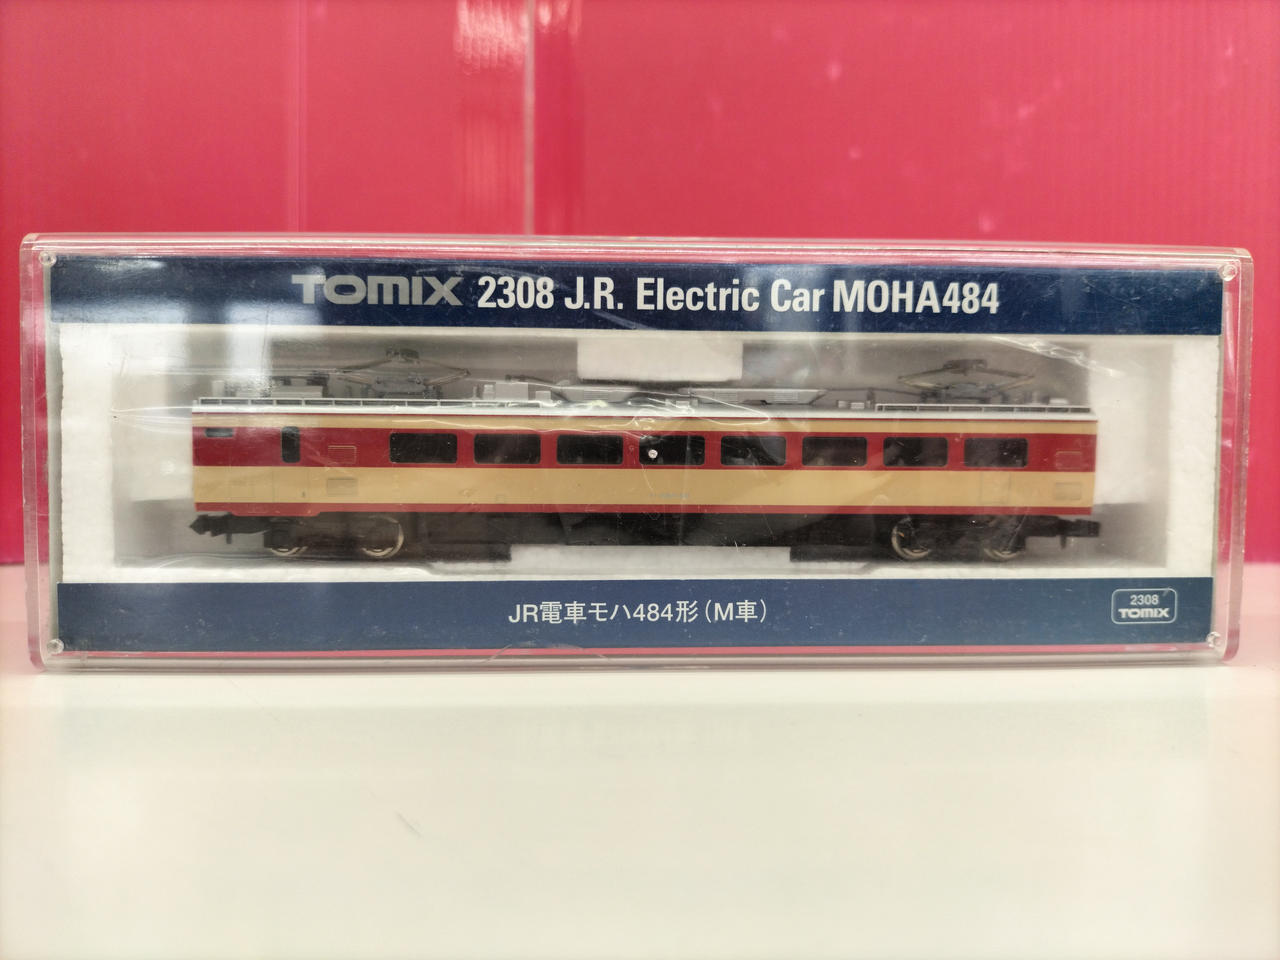 TOMIX 2308 J.R. Electric Car MOHA484
JR電車モハ484形(M車)
2308
TOMIX